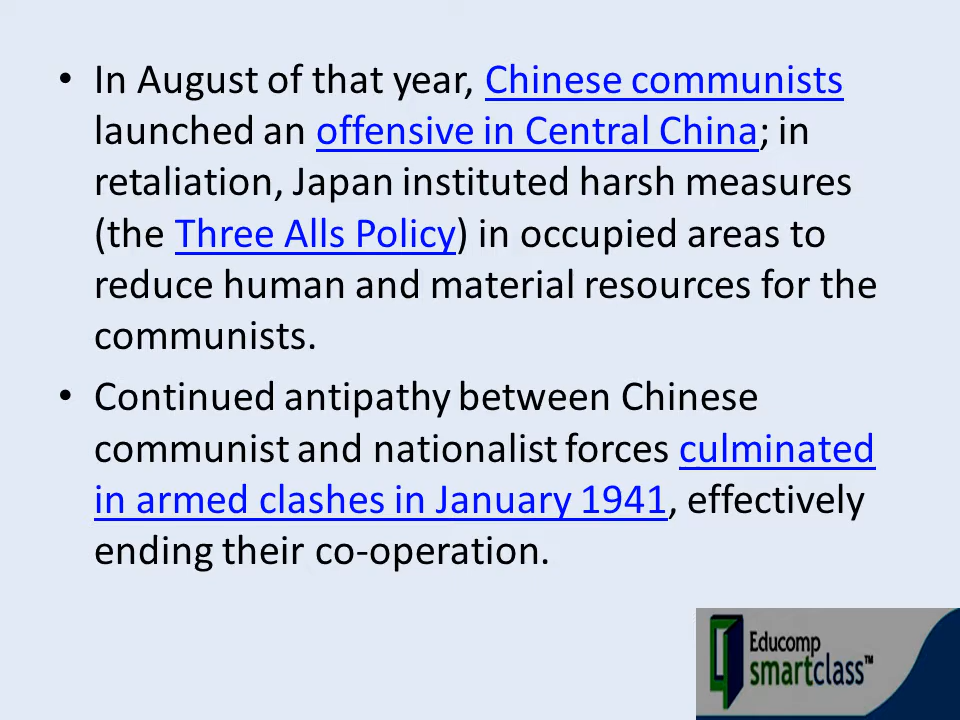 • In August of that year, Chinese communists
launched an offensive in Central China; in
retaliation, Japan instituted harsh measures
(the Three Alls Policy) in occupied areas to
reduce human and material resources for the
communists.
• Continued antipathy between Chinese
communist and nationalist forces culminated
in armed clashes in January 1941, effectively
ending their co-operation.
Educomp
smartclass™